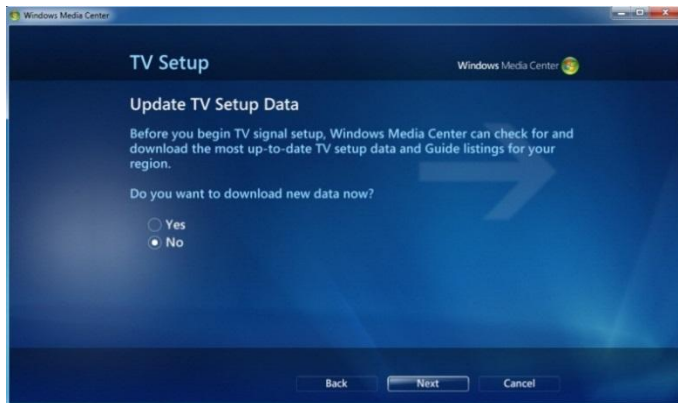 Windows Media Center
TV Setup
Windows Media Center
Update TV Setup Data
Before you begin TV signal setup, Windows Media Center can check for and
download the most up-to-date TV setup data and Guide listings for your
region.
Do you want to download new data now?
Yes
No
Back Next Cancel